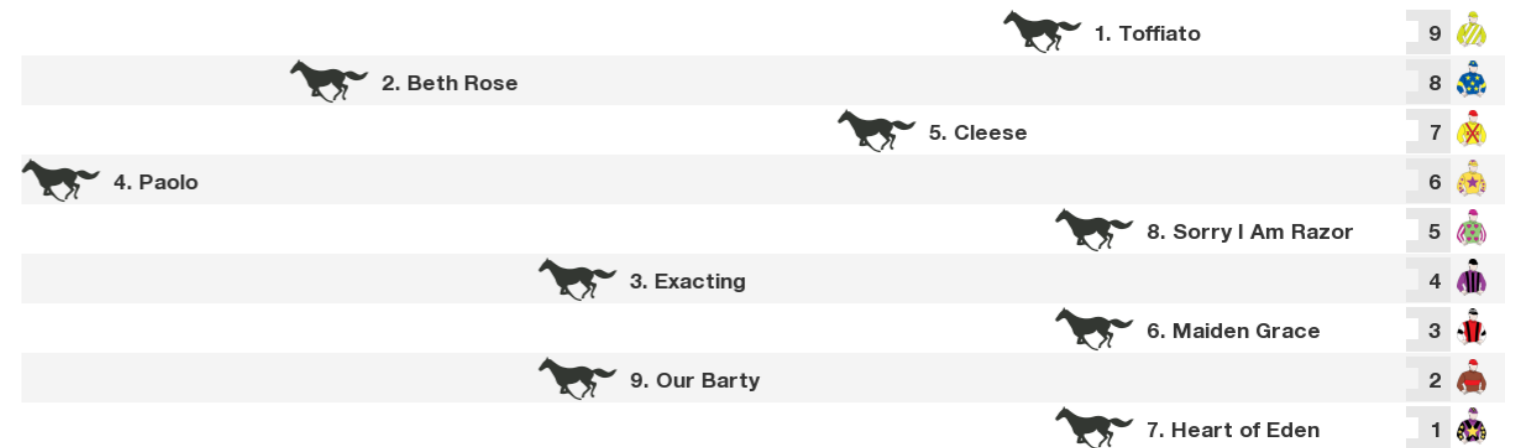 1. Toffiato 9
2. Beth Rose 8
5. Cleese 7
4. Paolo 6
8. Sorry I Am Razor 5
3. Exacting 4
6. Maiden Grace 3
9. Our Barty 2
7. Heart of Eden 1